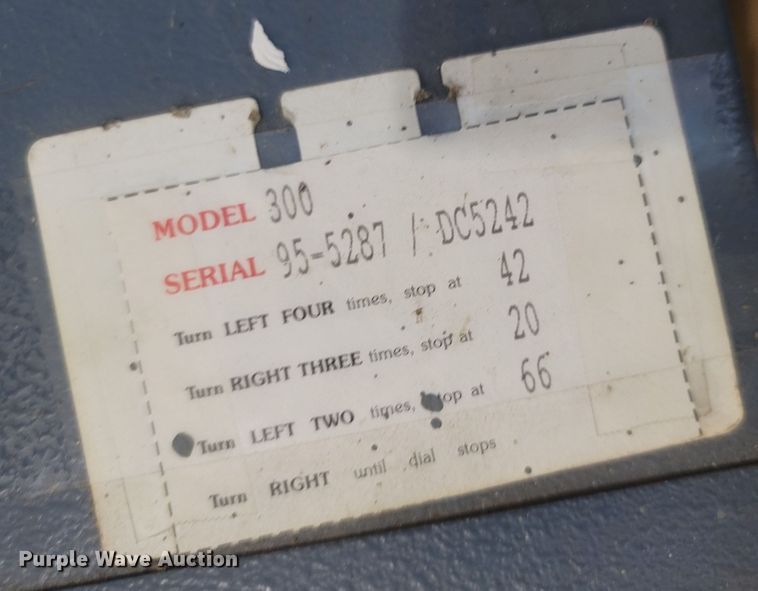 MODEL 300
SERIAL 95-5287 / DC5242
Turn LEFT FOUR times, stop at 42
Turn RIGHT THREE times, stop at 20
Turn LEFT TWO times, stop at 66
Turn RIGHT until dial stops
Purple Wave Auction